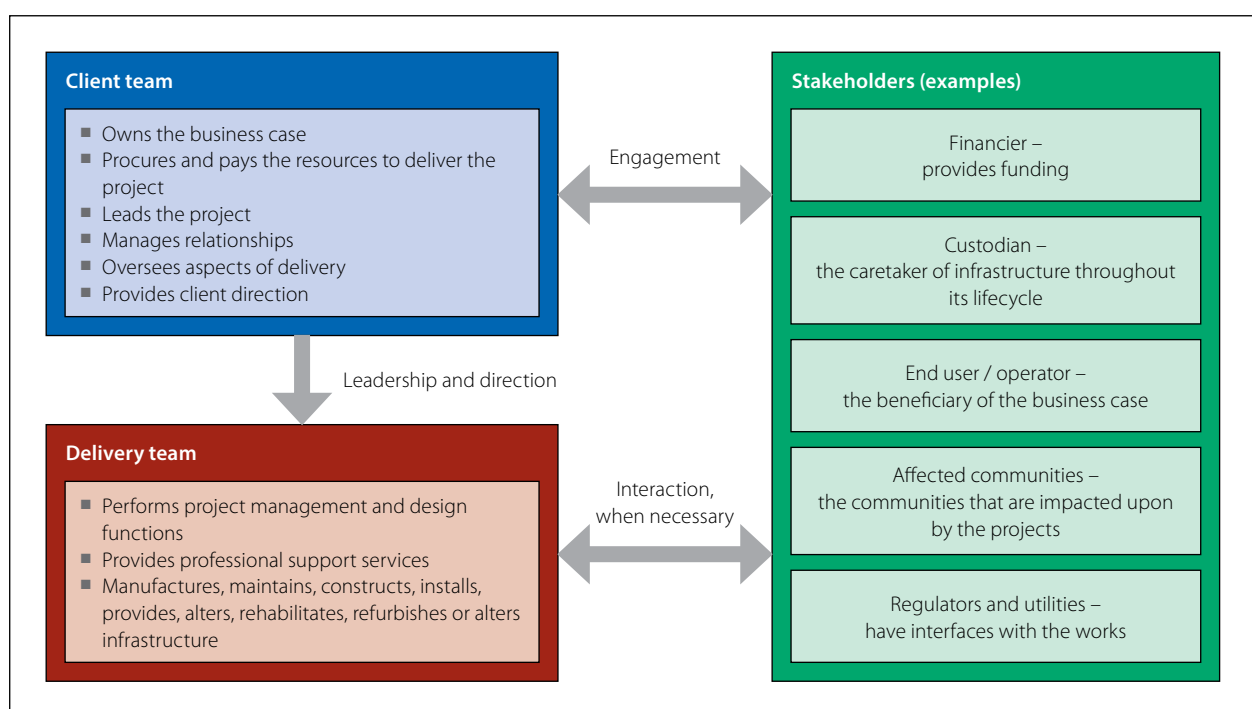 Client team
■ Owns the business case
■ Procures and pays the resources to deliver the
project
■ Leads the project
■ Manages relationships
■ Oversees aspects of delivery
■ Provides client direction
Engagement
Leadership and direction
Delivery team
■ Performs project management and design
functions
■ Provides professional support services
■ Manufactures, maintains, constructs, installs,
provides, alters, rehabilitates, refurbishes or alters
infrastructure
Interaction,
when necessary
Stakeholders (examples)
Financier –
provides funding
Custodian –
the caretaker of infrastructure throughout
its lifecycle
End user / operator –
the beneficiary of the business case
Affected communities –
the communities that are impacted upon
by the projects
Regulators and utilities –
have interfaces with the works